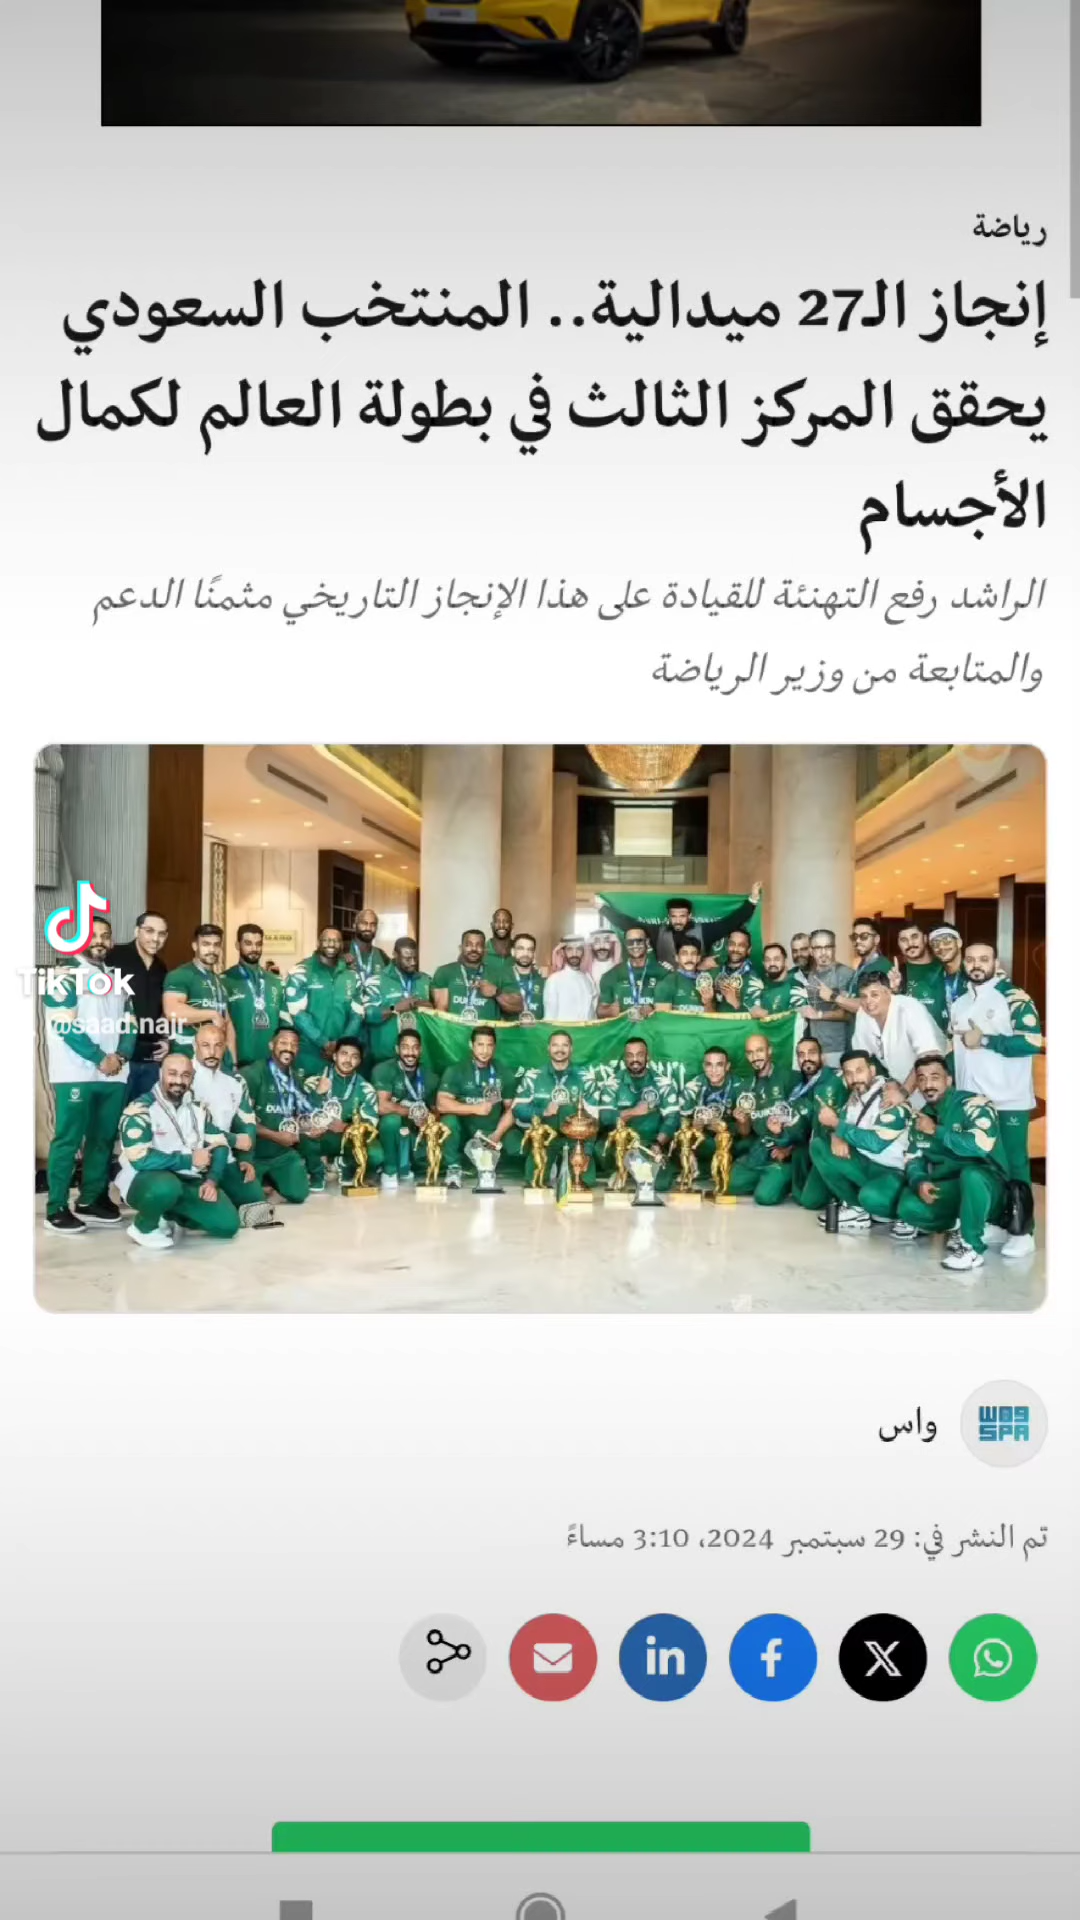 رياضة
إنجاز الـ27 ميدالية.. المنتخب السعودي
يحقق المركز الثالث في بطولة العالم لكمال
الأجسام
الراشد رفع التهنئة للقيادة على هذا الإنجاز التاريخي مثمنًا الدعم
والمتابعة من وزير الرياضة
TikTok
@saad.najr
واس
تم النشر في: 29 سبتمبر 2024، 3:10 مساءً